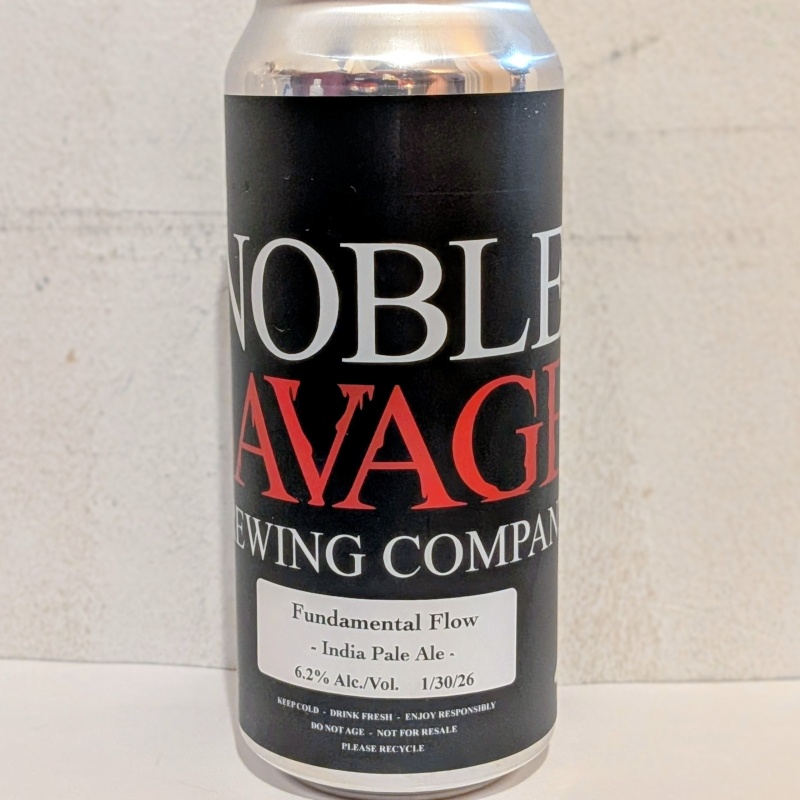 NOBLE
AVAGE
EWING COMPAN
Fundamental Flow
- India Pale Ale -
6.2% Alc./Vol. 1/30/26
KEEP COLD - DRINK FRESH - ENJOY RESPONSIBLY
DO NOT AGE - NOT FOR RESALE
PLEASE RECYCLE